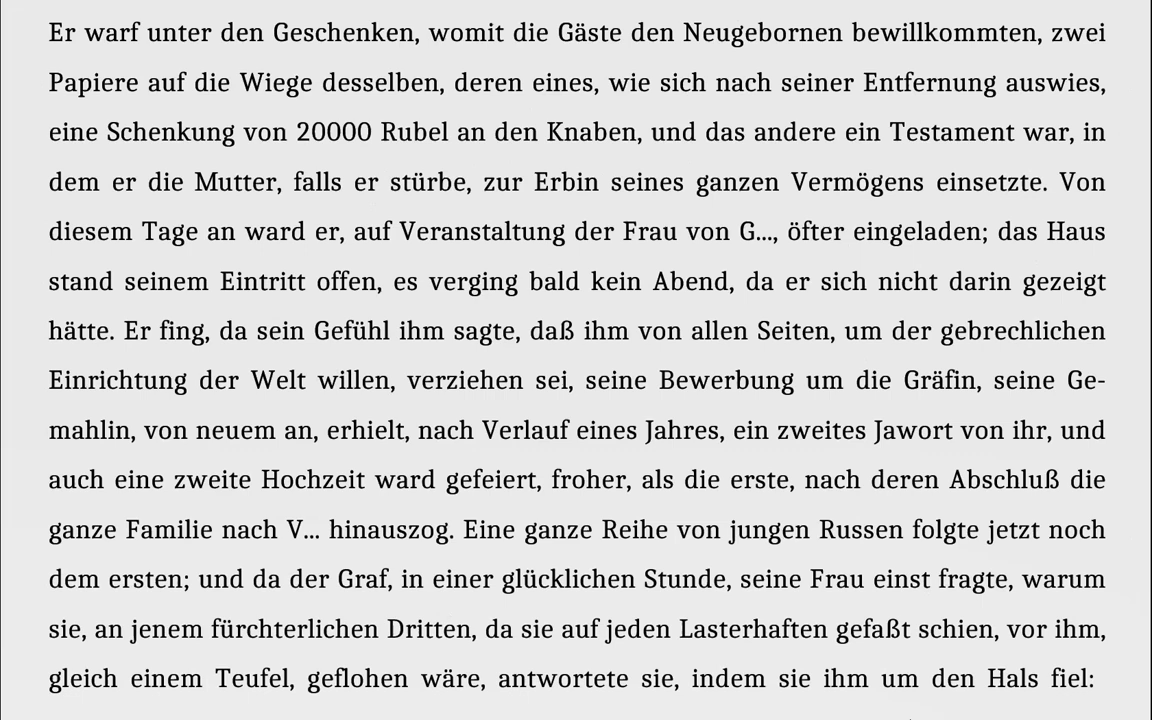 Er warf unter den Geschenken, womit die Gäste den Neugebornen bewillkommten, zwei
Papiere auf die Wiege desselben, deren eines, wie sich nach seiner Entfernung auswies,
eine Schenkung von 20000 Rubel an den Knaben, und das andere ein Testament war, in
dem er die Mutter, falls er stürbe, zur Erbin seines ganzen Vermögens einsetzte. Von
diesem Tage an ward er, auf Veranstaltung der Frau von G..., öfter eingeladen; das Haus
stand seinem Eintritt offen, es verging bald kein Abend, da er sich nicht darin gezeigt
hätte. Er fing, da sein Gefühl ihm sagte, daß ihm von allen Seiten, um der gebrechlichen
Einrichtung der Welt willen, verziehen sei, seine Bewerbung um die Gräfin, seine Ge-
mahlin, von neuem an, erhielt, nach Verlauf eines Jahres, ein zweites Jawort von ihr, und
auch eine zweite Hochzeit ward gefeiert, froher, als die erste, nach deren Abschluß die
ganze Familie nach V... hinauszog. Eine ganze Reihe von jungen Russen folgte jetzt noch
dem ersten; und da der Graf, in einer glücklichen Stunde, seine Frau einst fragte, warum
sie, an jenem fürchterlichen Dritten, da sie auf jeden Lasterhaften gefaßt schien, vor ihm,
gleich einem Teufel, geflohen wäre, antwortete sie, indem sie ihm um den Hals fiel: